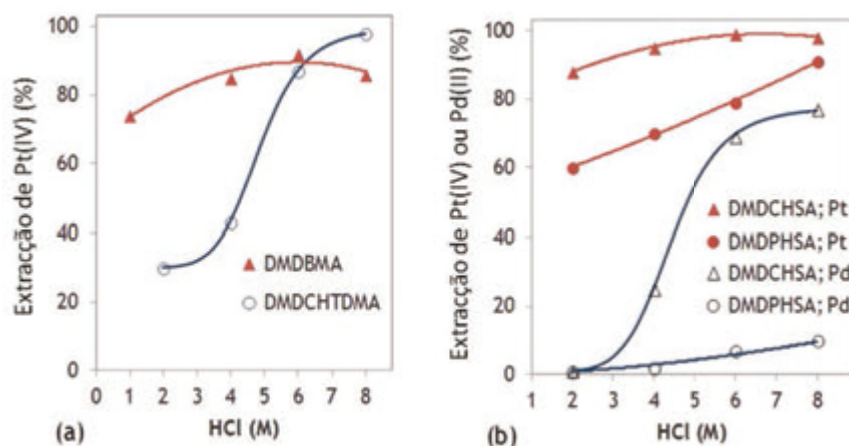 Extracção de Pt(IV) (%)
100
80
60
40
20
0
DMDBMA
DMDCHTDMA
0 1 2 3 4 5 6 7 8
HCl (M)
(a)
Extracção de Pt(IV) ou Pd(II) (%)
100
80
60
40
20
0
DMDCHSA; Pt
DMDPHSA; Pt
DMDCHSA; Pd
DMDPHSA; Pd
1 2 3 4 5 6 7 8
HCl (M)
(b)